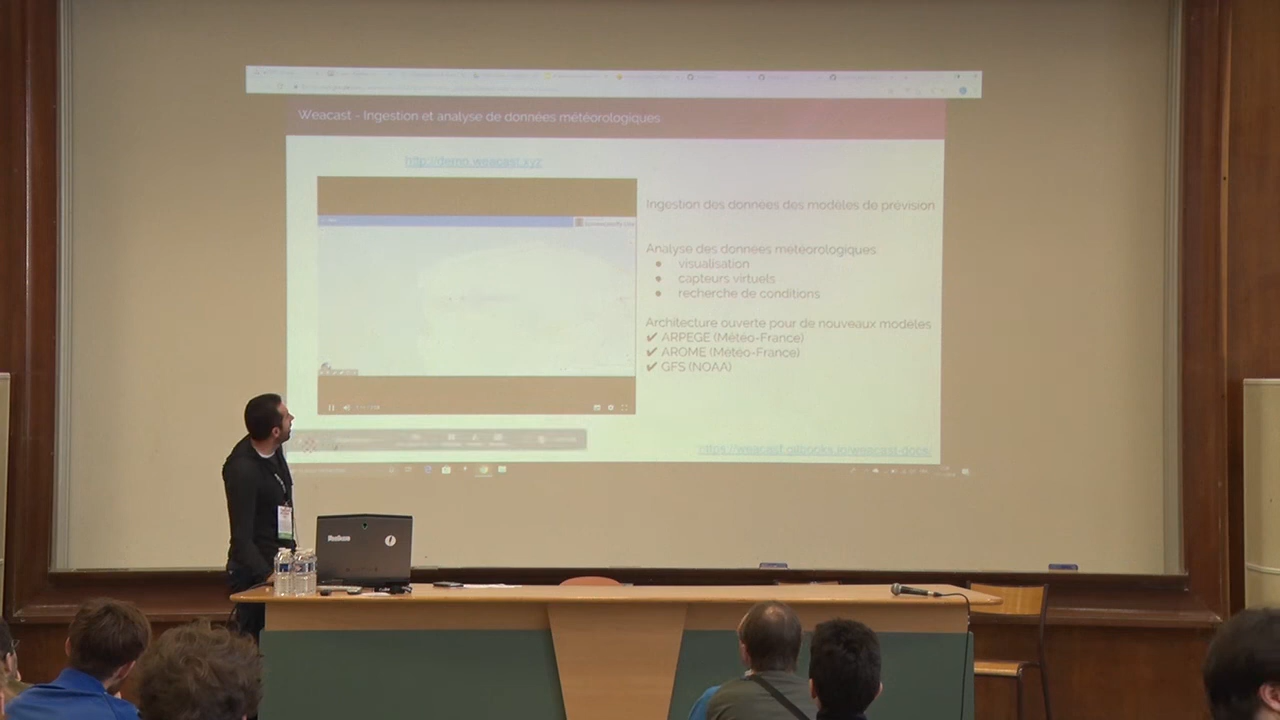 Weacast - Ingestion et analyse de données météorologiques
http://demo.weacast.xyz
Ingestion des données des modèles de prévision
Analyse des données météorologiques
● visualisation
● capteurs virtuels
● recherche de conditions
Architecture ouverte pour de nouveaux modèles
✔ ARPEGE (Météo-France)
✔ AROME (Météo-France)
✔ GFS (NOAA)
https://weacast.gitbooks.io/weacast-docs/